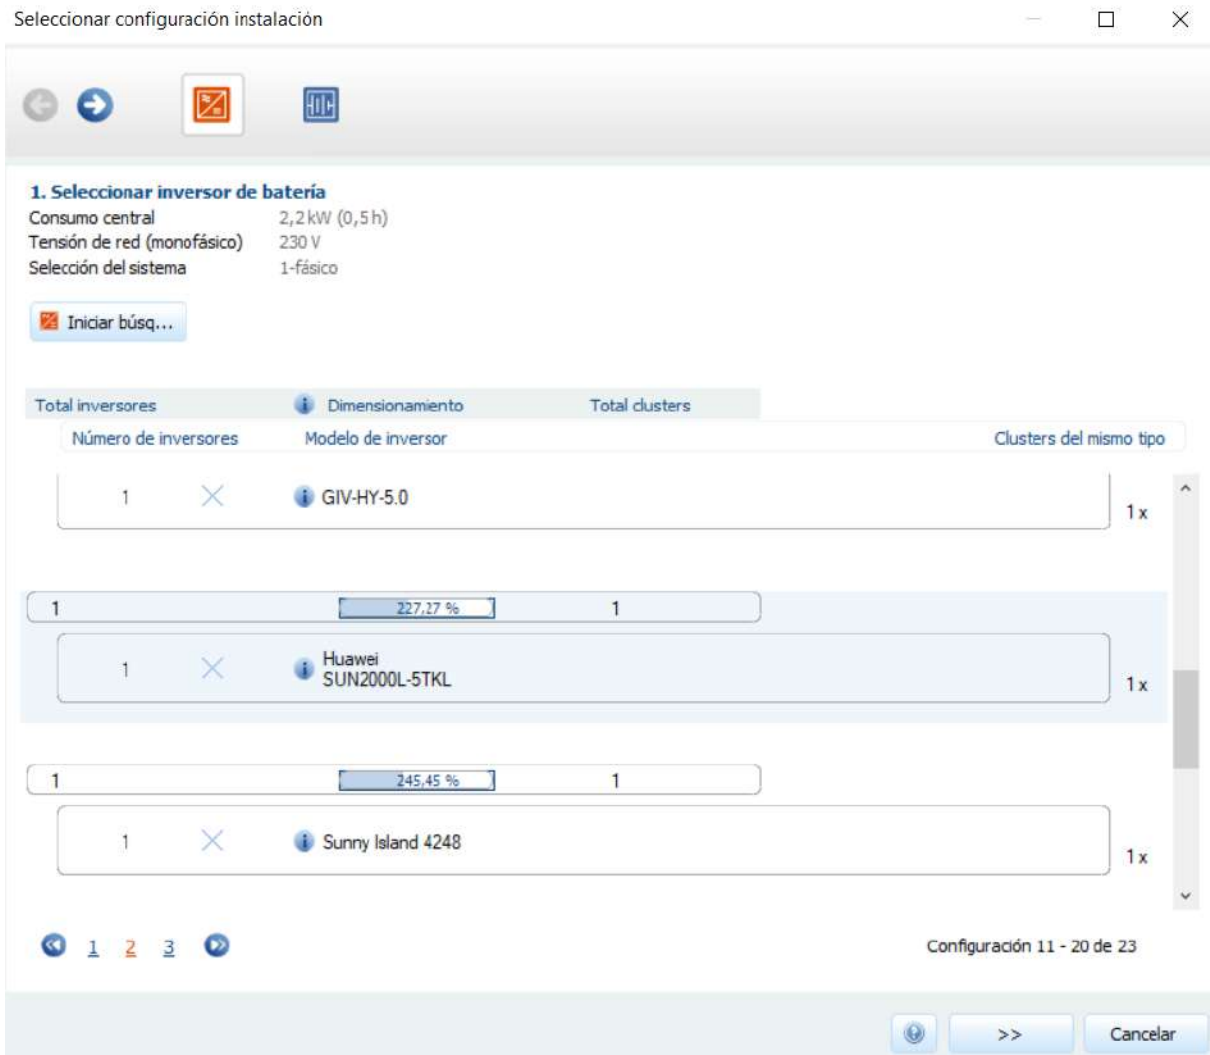 Seleccionar configuración instalación
1. Seleccionar inversor de batería
Consumo central 2,2 kW (0,5 h)
Tensión de red (monofásico) 230 V
Selección del sistema 1-fásico
Iniciar búsq...
Total inversores Dimensionamiento Total clusters
Número de inversores Modelo de inversor Clusters del mismo tipo
1 GIV-HY-5.0 1 x
1 227,27 % 1
1 Huawei SUN2000L-5TKL 1 x
1 245,45 % 1
1 Sunny Island 4248 1 x
1 2 3 Configuración 11 - 20 de 23
>> Cancelar